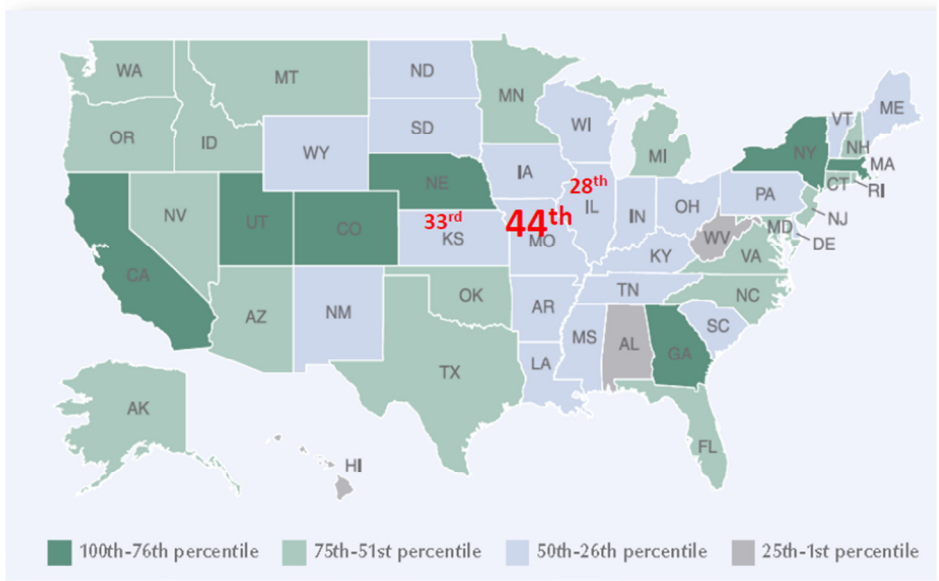 WA
MT
ND
MN
VT
ME
OR
ID
SD
WI
NH
WY
MI
NY
MA
IA
CT
RI
NE
28th
PA
NV
UT
CO
33rd
44th
IL
IN
OH
NJ
KS
MO
WV
MD
DE
CA
KY
VA
AZ
NM
OK
AR
TN
NC
TX
LA
MS
AL
GA
SC
AK
FL
HI
100th-76th percentile
75th-51st percentile
50th-26th percentile
25th-1st percentile